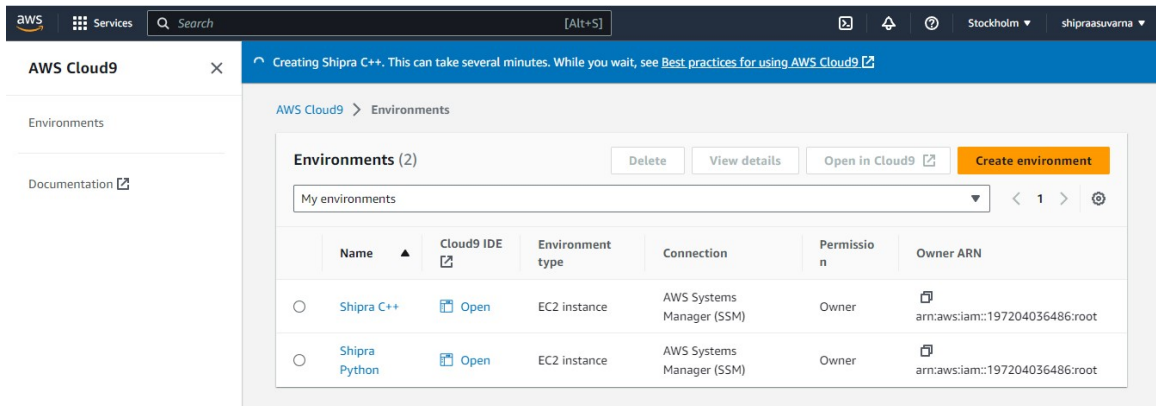 aws Services Search [Alt+S] Stockholm shipraasuvarna
AWS Cloud9
Creating Shipra C++. This can take several minutes. While you wait, see Best practices for using AWS Cloud9
AWS Cloud9 > Environments
Environments
Documentation
Environments (2) Delete View details Open in Cloud9 Create environment
My environments < 1 >
Name Cloud9 IDE Environment type Connection Permissio
n Owner ARN
Shipra C++ Open EC2 instance AWS Systems
Manager (SSM) Owner arn:aws:iam::197204036486:root
Shipra
Python Open EC2 instance AWS Systems
Manager (SSM) Owner arn:aws:iam::197204036486:root